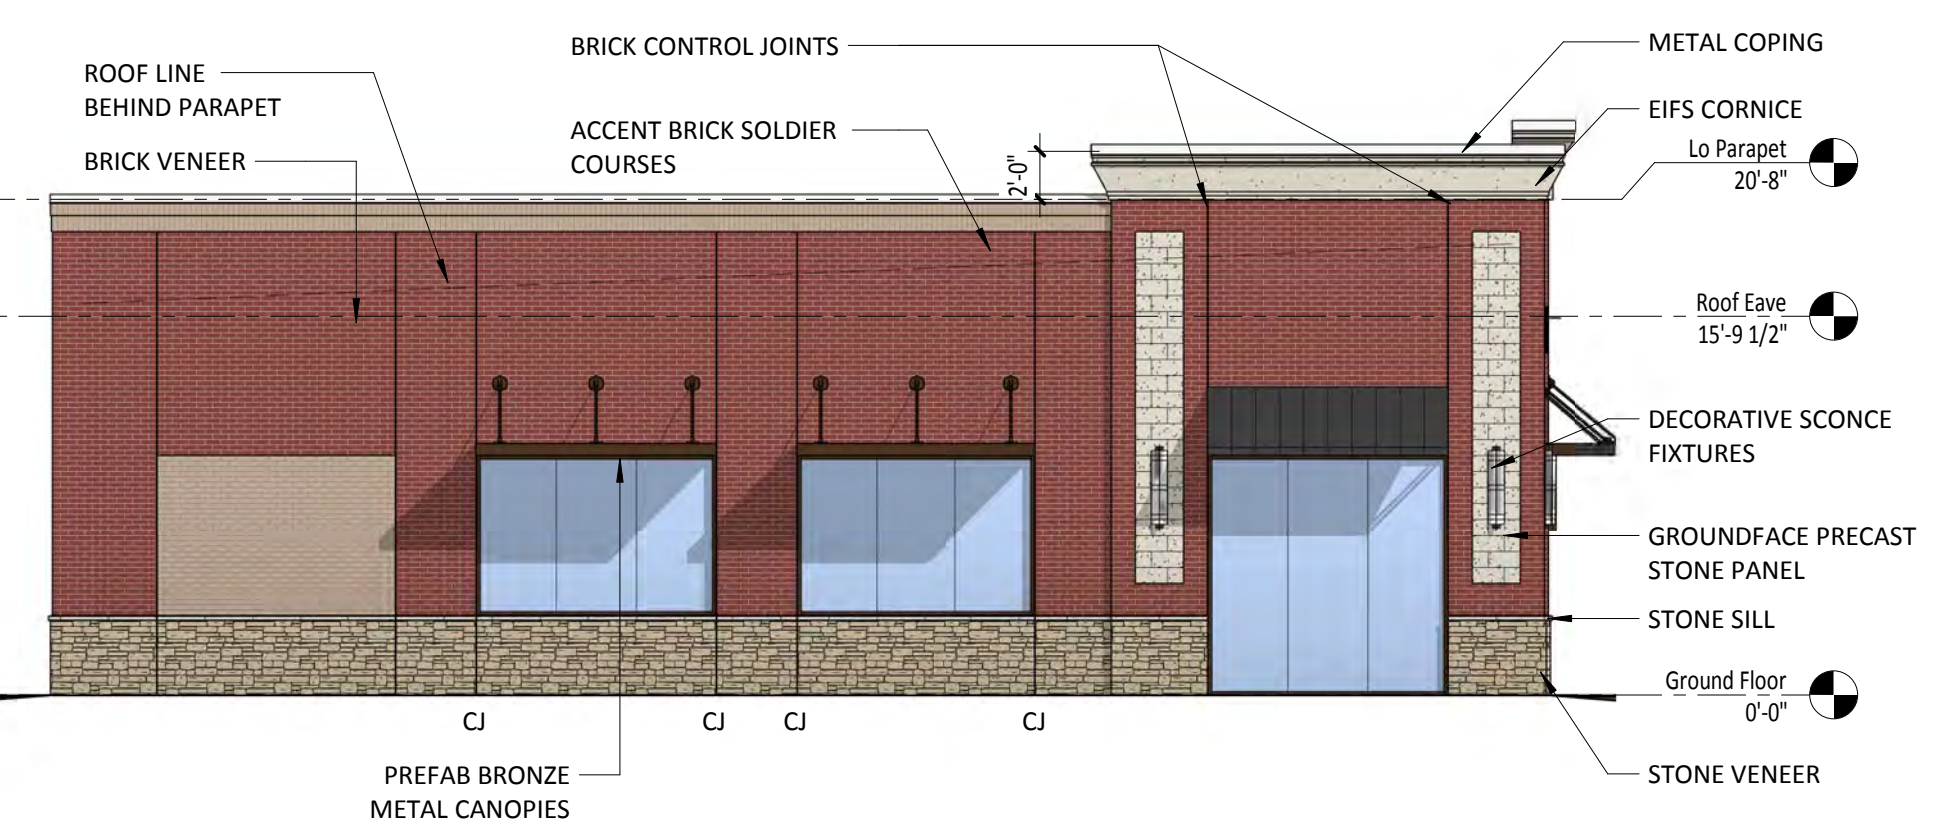 BRICK CONTROL JOINTS
METAL COPING
ROOF LINE
BEHIND PARAPET
EIFS CORNICE
ACCENT BRICK SOLDIER
COURSES
BRICK VENEER
2'-0"
Lo Parapet
20'-8"
Roof Eave
15'-9 1/2"
DECORATIVE SCONCE
FIXTURES
GROUNDFACE PRECAST
STONE PANEL
STONE SILL
Ground Floor
0'-0"
CJ
CJ
CJ
CJ
PREFAB BRONZE
METAL CANOPIES
STONE VENEER